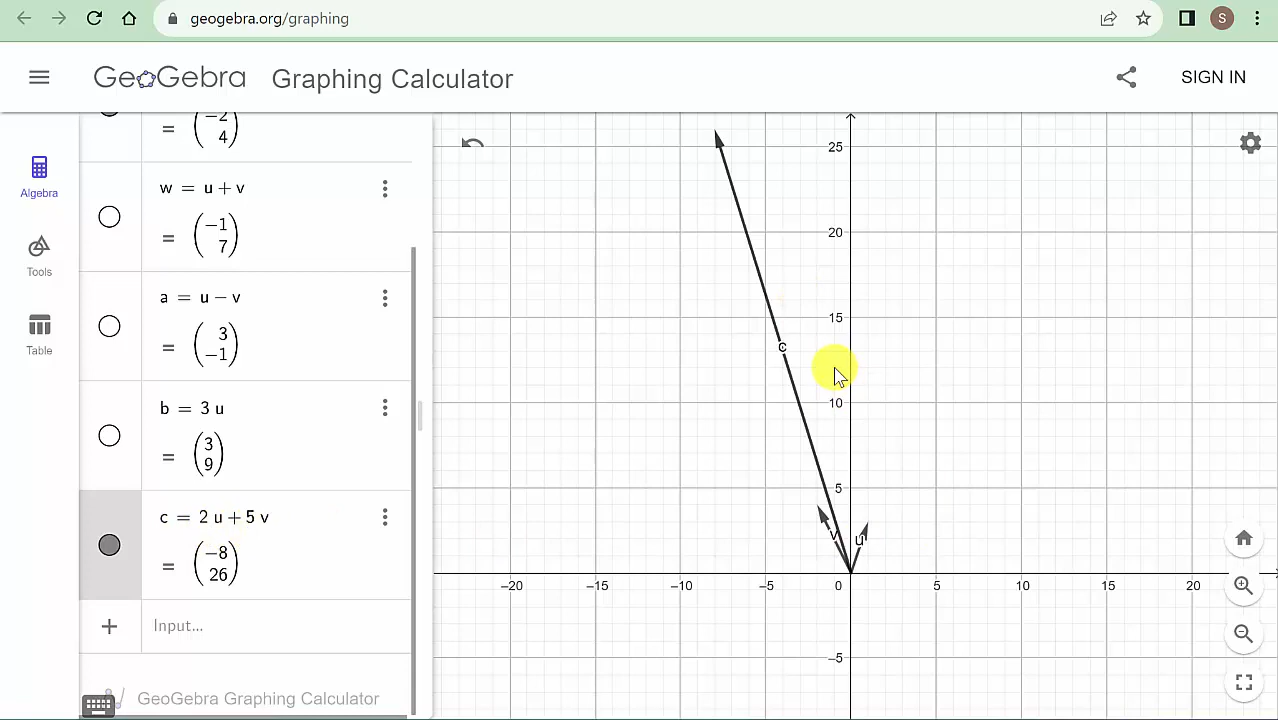 geogebra.org/graphing
S
GeoGebra
Graphing Calculator
SIGN IN
Algebra
Tools
Table
= (−2
4)
w = u + v
= (−1
7)
a = u − v
= (3
−1)
b = 3 u
= (3
9)
c = 2 u + 5 v
= (−8
26)
+ Input...
GeoGebra Graphing Calculator
25
20
15
c
10
5
v u
−20 −15 −10 −5 0 5 10 15 20
−5